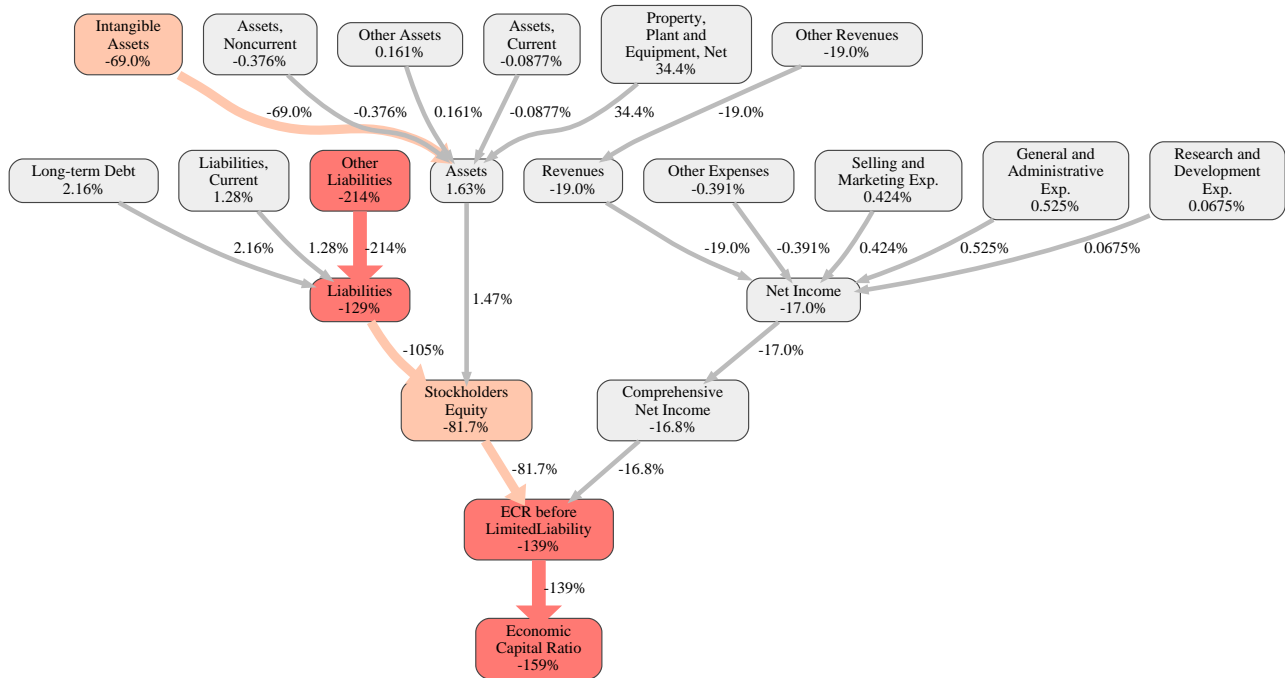 Intangible
Assets
-69.0%
Assets,
Noncurrent
-0.376%
Other Assets
0.161%
Assets,
Current
-0.0877%
Property,
Plant and
Equipment, Net
34.4%
Other Revenues
-19.0%
-69.0%
-0.376%
0.161%
-0.0877%
34.4%
-19.0%
Long-term Debt
2.16%
Liabilities,
Current
1.28%
Other
Liabilities
-214%
Assets
1.63%
Revenues
-19.0%
Other Expenses
-0.391%
Selling and
Marketing Exp.
0.424%
General and
Administrative
Exp.
0.525%
Research and
Development
Exp.
0.0675%
2.16%
1.28%
-214%
-19.0%
-0.391%
0.424%
0.525%
0.0675%
Liabilities
-129%
1.47%
Net Income
-17.0%
-105%
-17.0%
Stockholders
Equity
-81.7%
Comprehensive
Net Income
-16.8%
-81.7%
-16.8%
ECR before
LimitedLiability
-139%
-139%
Economic
Capital Ratio
-159%